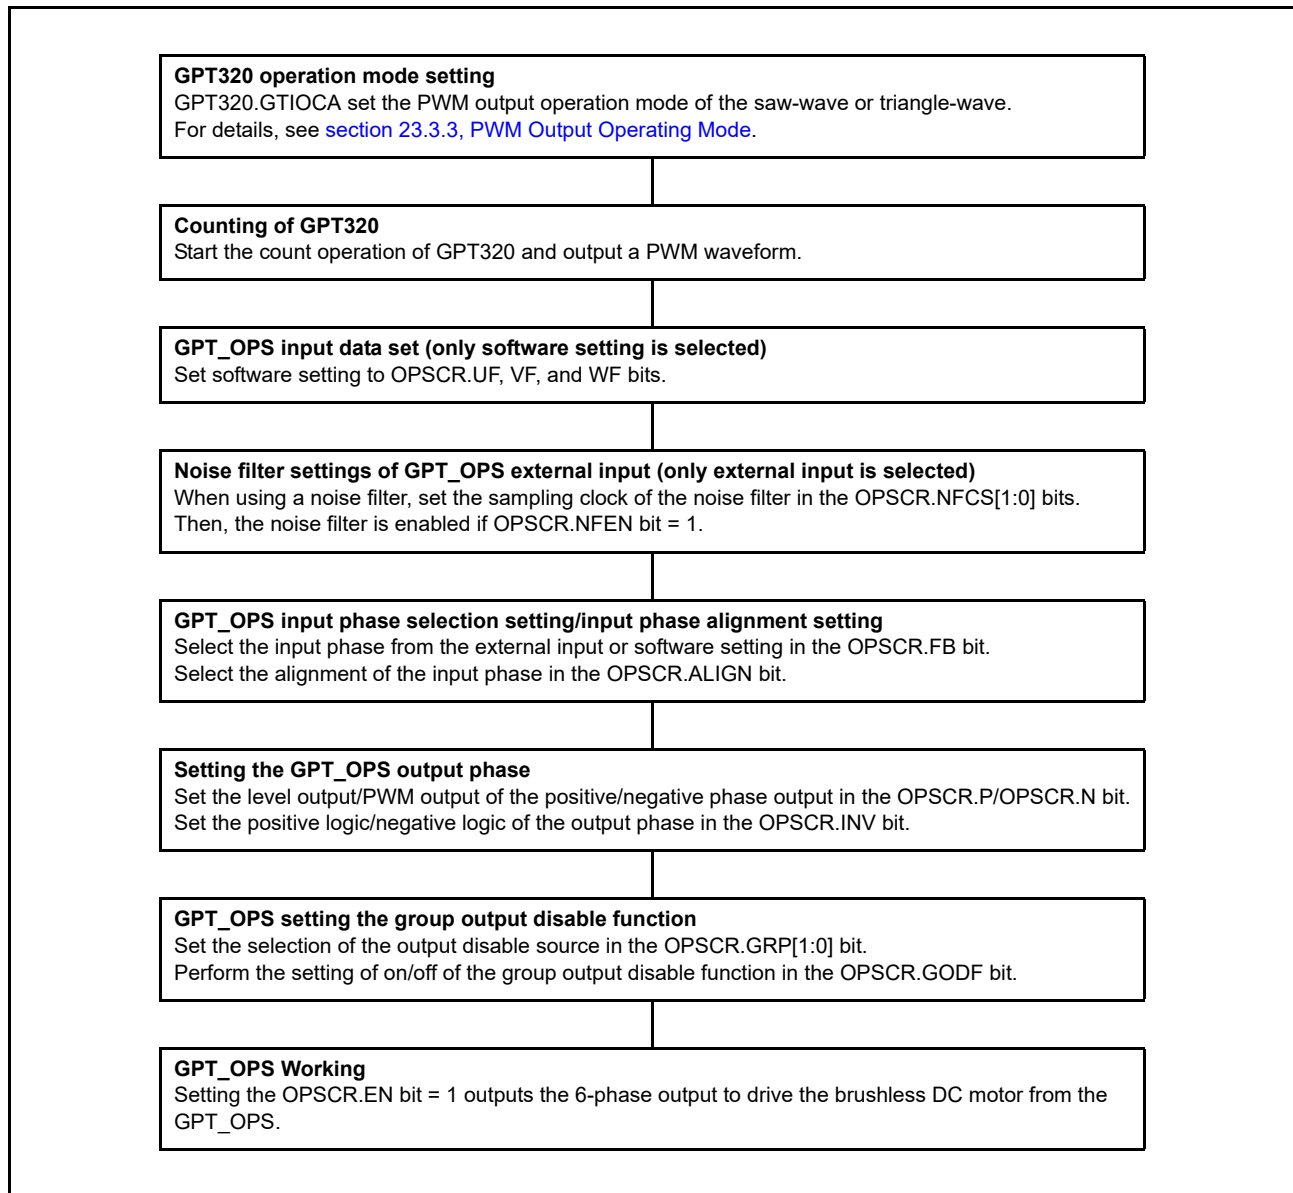 GPT320 operation mode setting
GPT320.GTIOCA set the PWM output operation mode of the saw-wave or triangle-wave.
For details, see section 23.3.3, PWM Output Operating Mode.
Counting of GPT320
Start the count operation of GPT320 and output a PWM waveform.
GPT_OPS input data set (only software setting is selected)
Set software setting to OPSCR.UF, VF, and WF bits.
Noise filter settings of GPT_OPS external input (only external input is selected)
When using a noise filter, set the sampling clock of the noise filter in the OPSCR.NFCS[1:0] bits.
Then, the noise filter is enabled if OPSCR.NFEN bit = 1.
GPT_OPS input phase selection setting/input phase alignment setting
Select the input phase from the external input or software setting in the OPSCR.FB bit.
Select the alignment of the input phase in the OPSCR.ALIGN bit.
Setting the GPT_OPS output phase
Set the level output/PWM output of the positive/negative phase output in the OPSCR.P/OPSCR.N bit.
Set the positive logic/negative logic of the output phase in the OPSCR.INV bit.
GPT_OPS setting the group output disable function
Set the selection of the output disable source in the OPSCR.GRP[1:0] bit.
Perform the setting of on/off of the group output disable function in the OPSCR.GODF bit.
GPT_OPS Working
Setting the OPSCR.EN bit = 1 outputs the 6-phase output to drive the brushless DC motor from the
GPT_OPS.